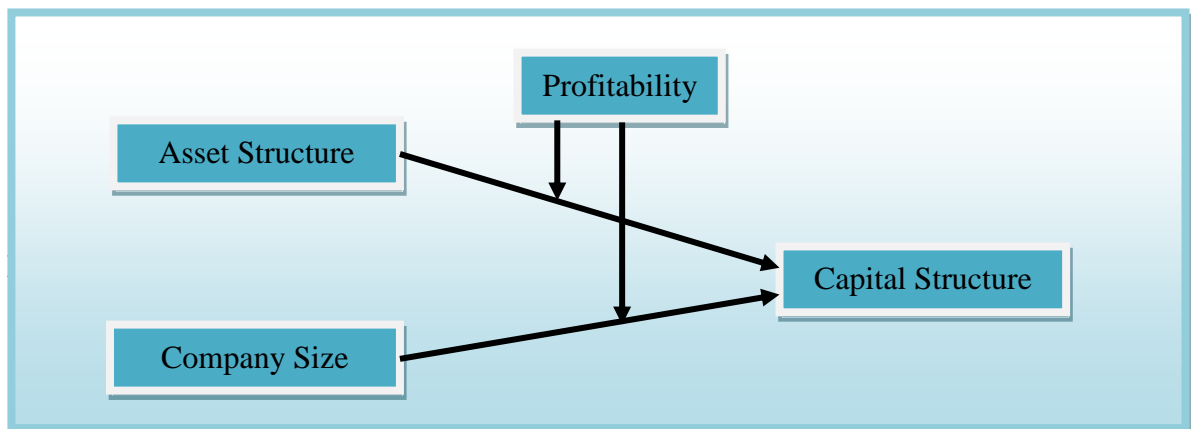 Profitability
Asset Structure
Capital Structure
Company Size